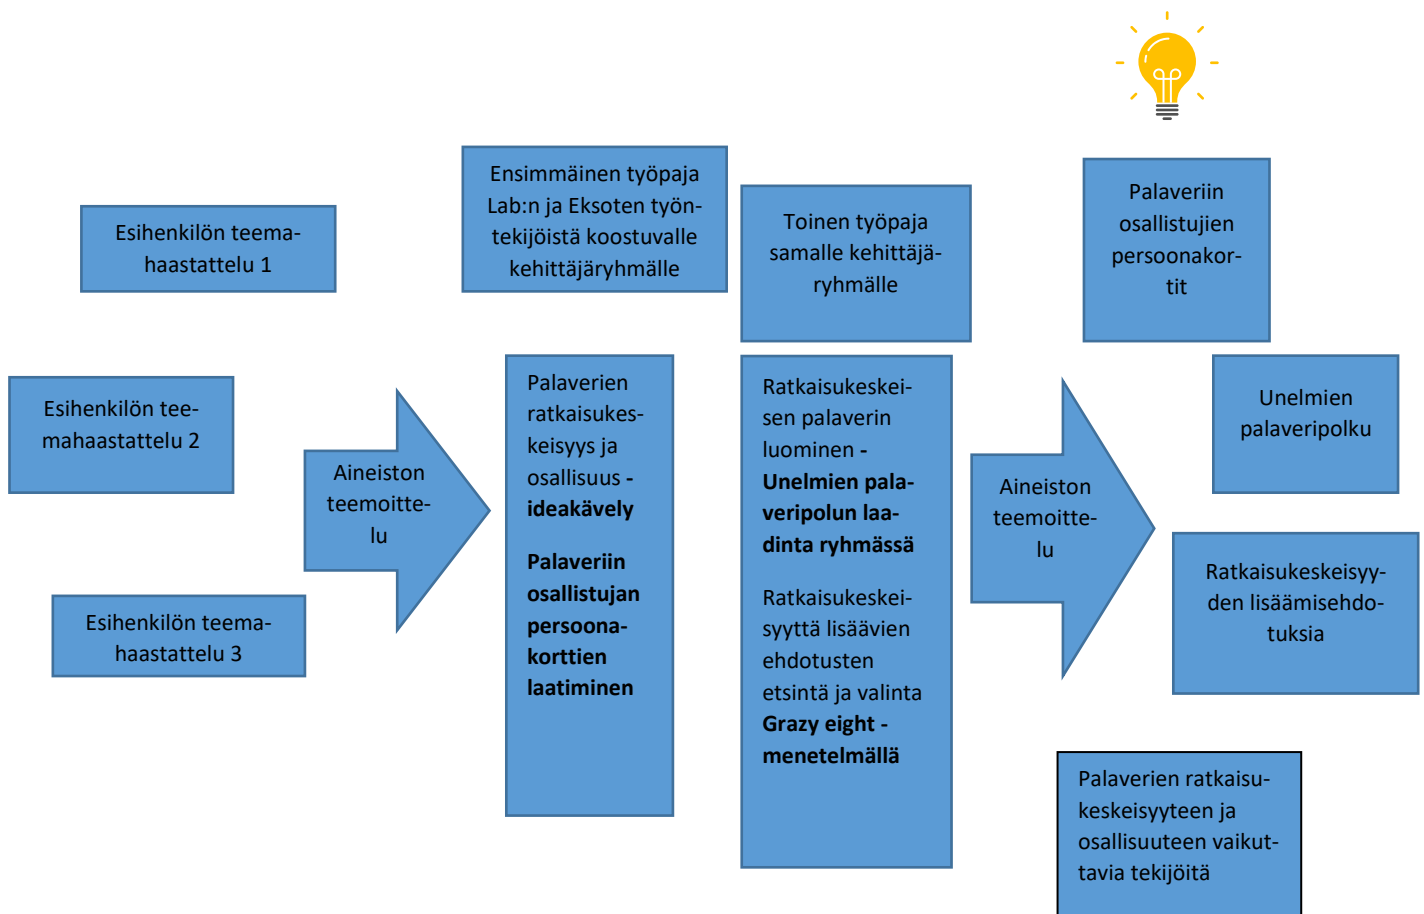 Esihenkilön teema-
haastattelu 1
Esihenkilön tee-
mahaastattelu 2
Esihenkilön teema-
haastattelu 3
Aineiston
teemoitte-
lu
Ensimmäinen työpaja
Lab:n ja Eksoten työn-
tekijöistä koostuvalle
kehittäjäryhmälle
Palaverien
ratkaisukes-
keisyys ja
osallisuus -
ideakävely
Palaveriin
osallistujan
persoona-
korttien
laatiminen
Toinen työpaja
samalle kehittäjä-
ryhmälle
Ratkaisukeskei-
sen palaverin
luominen -
Unelmien pala-
veripolun laa-
dinta ryhmässä
Ratkaisukeskei-
syyttä lisäävien
ehdotusten
etsintä ja valinta
Grazy eight -
menetelmällä
Aineiston
teemoitte-
lu
Palaveriin
osallistujien
persoonakor-
tit
Unelmien
palaveripolku
Ratkaisukeskeisyy-
den lisäämisehdo-
tuksia
Palaverien ratkaisu-
keskeisyyteen ja
osallisuuteen vaikut-
tavia tekijöitä